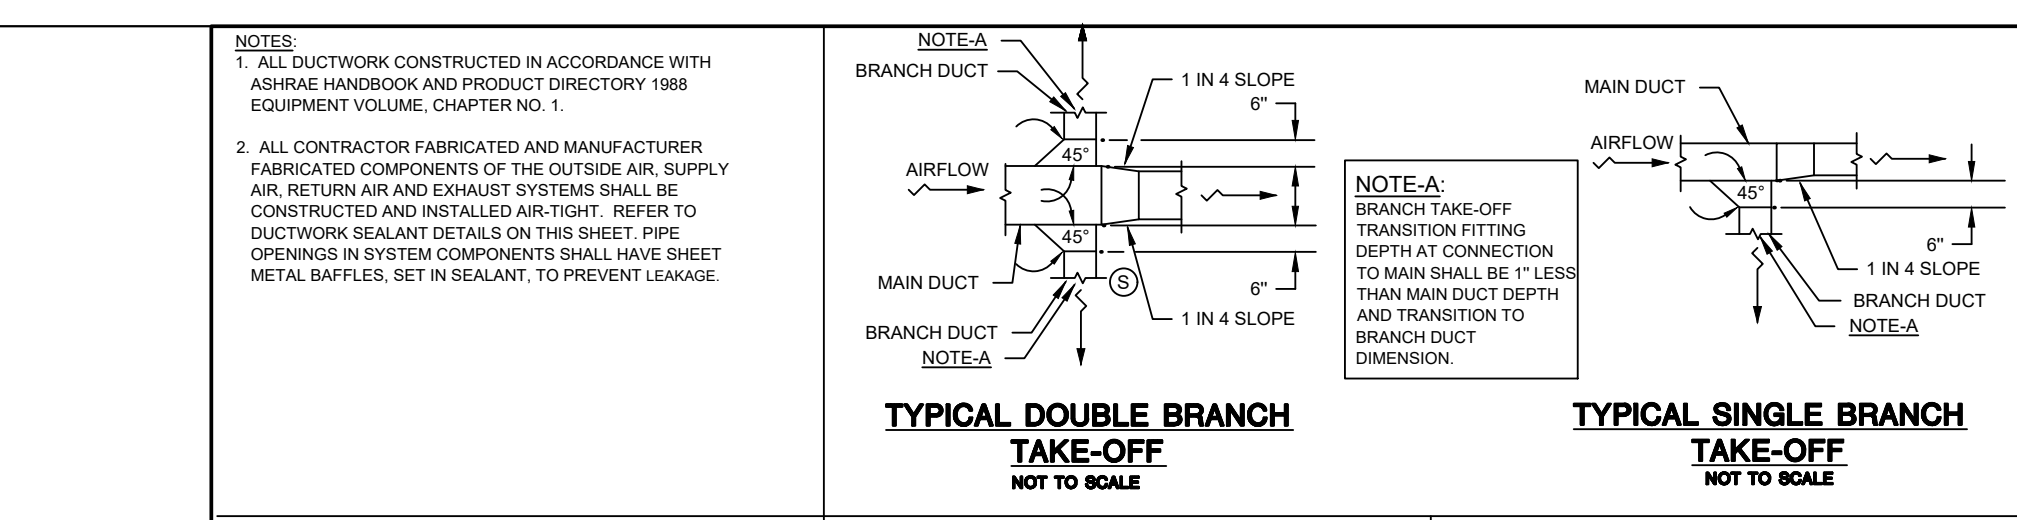 NOTES:
1. ALL DUCTWORK CONSTRUCTED IN ACCORDANCE WITH
ASHRAE HANDBOOK AND PRODUCT DIRECTORY 1988
EQUIPMENT VOLUME, CHAPTER NO. 1.
2. ALL CONTRACTOR FABRICATED AND MANUFACTURER
FABRICATED COMPONENTS OF THE OUTSIDE AIR, SUPPLY
AIR, RETURN AIR AND EXHAUST SYSTEMS SHALL BE
CONSTRUCTED AND INSTALLED AIR-TIGHT. REFER TO
DUCTWORK SEALANT DETAILS ON THIS SHEET. PIPE
OPENINGS IN SYSTEM COMPONENTS SHALL HAVE SHEET
METAL BAFFLES, SET IN SEALANT, TO PREVENT LEAKAGE.
NOTE-A
BRANCH DUCT
1 IN 4 SLOPE
6"
45°
AIRFLOW
45°
MAIN DUCT
S
6"
1 IN 4 SLOPE
BRANCH DUCT
NOTE-A
TYPICAL DOUBLE BRANCH
TAKE-OFF
NOT TO SCALE
NOTE-A:
BRANCH TAKE-OFF
TRANSITION FITTING
DEPTH AT CONNECTION
TO MAIN SHALL BE 1" LESS
THAN MAIN DUCT DEPTH
AND TRANSITION TO
BRANCH DUCT
DIMENSION.
MAIN DUCT
AIRFLOW
45°
6"
1 IN 4 SLOPE
BRANCH DUCT
NOTE-A
TYPICAL SINGLE BRANCH
TAKE-OFF
NOT TO SCALE